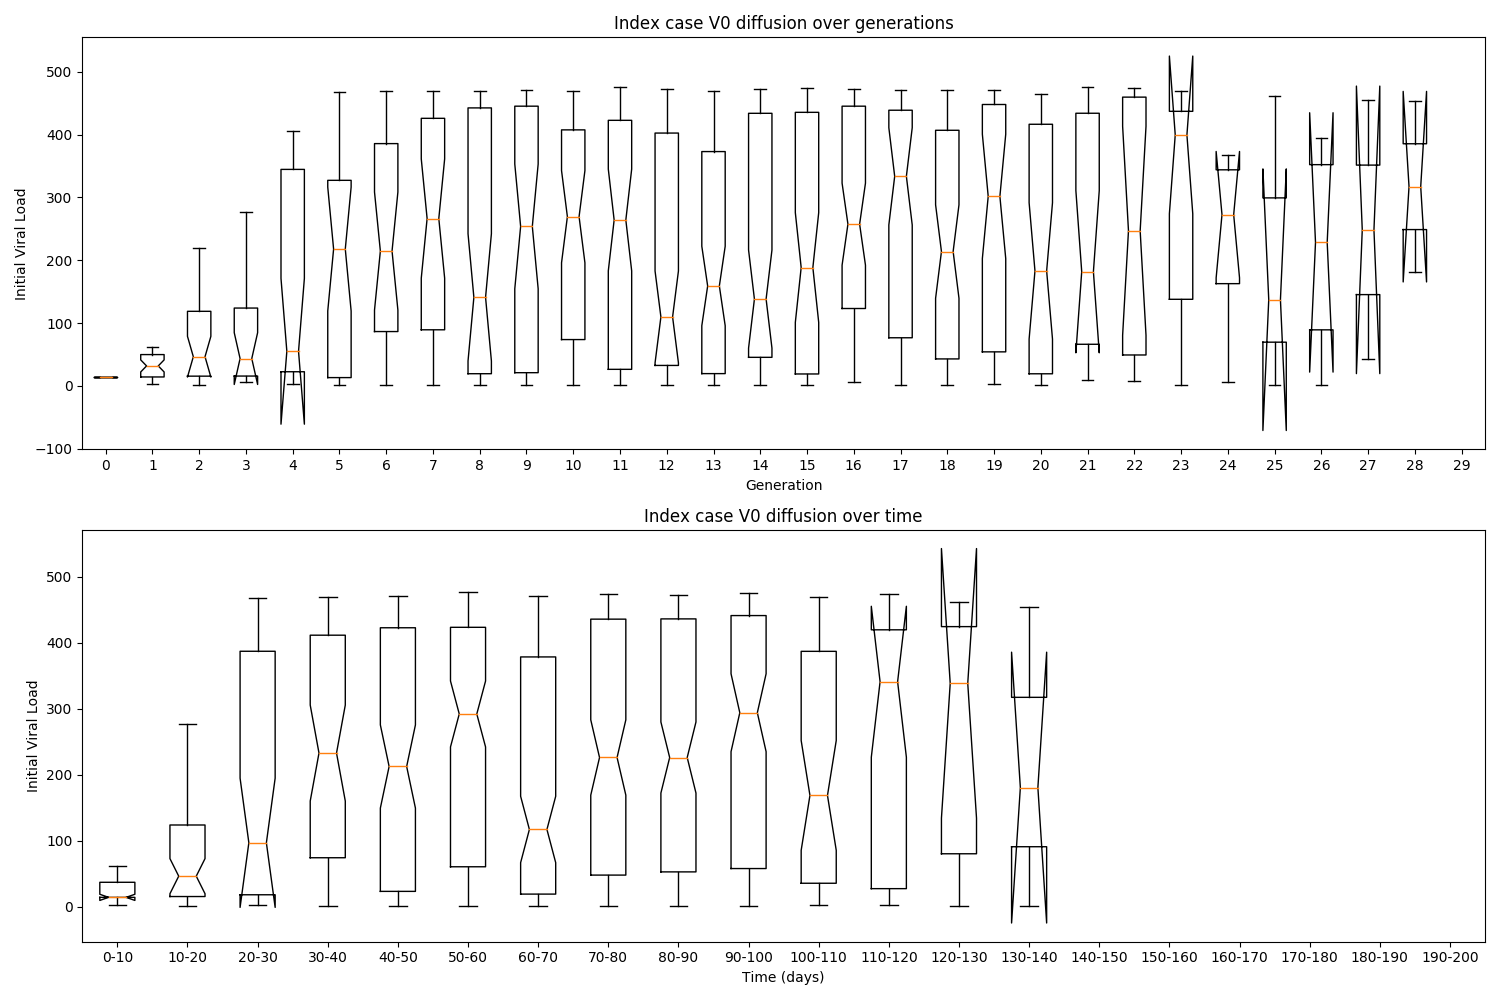 Index case V0 diffusion over generations
500
400
300
200
100
0
−100
Initial Viral Load
0 1 2 3 4 5 6 7 8 9 10 11 12 13 14 15 16 17 18 19 20 21 22 23 24 25 26 27 28 29
Generation
Index case V0 diffusion over time
500
400
300
200
100
0
Initial Viral Load
0-10 10-20 20-30 30-40 40-50 50-60 60-70 70-80 80-90 90-100 100-110 110-120 120-130 130-140 140-150 150-160 160-170 170-180 180-190 190-200
Time (days)